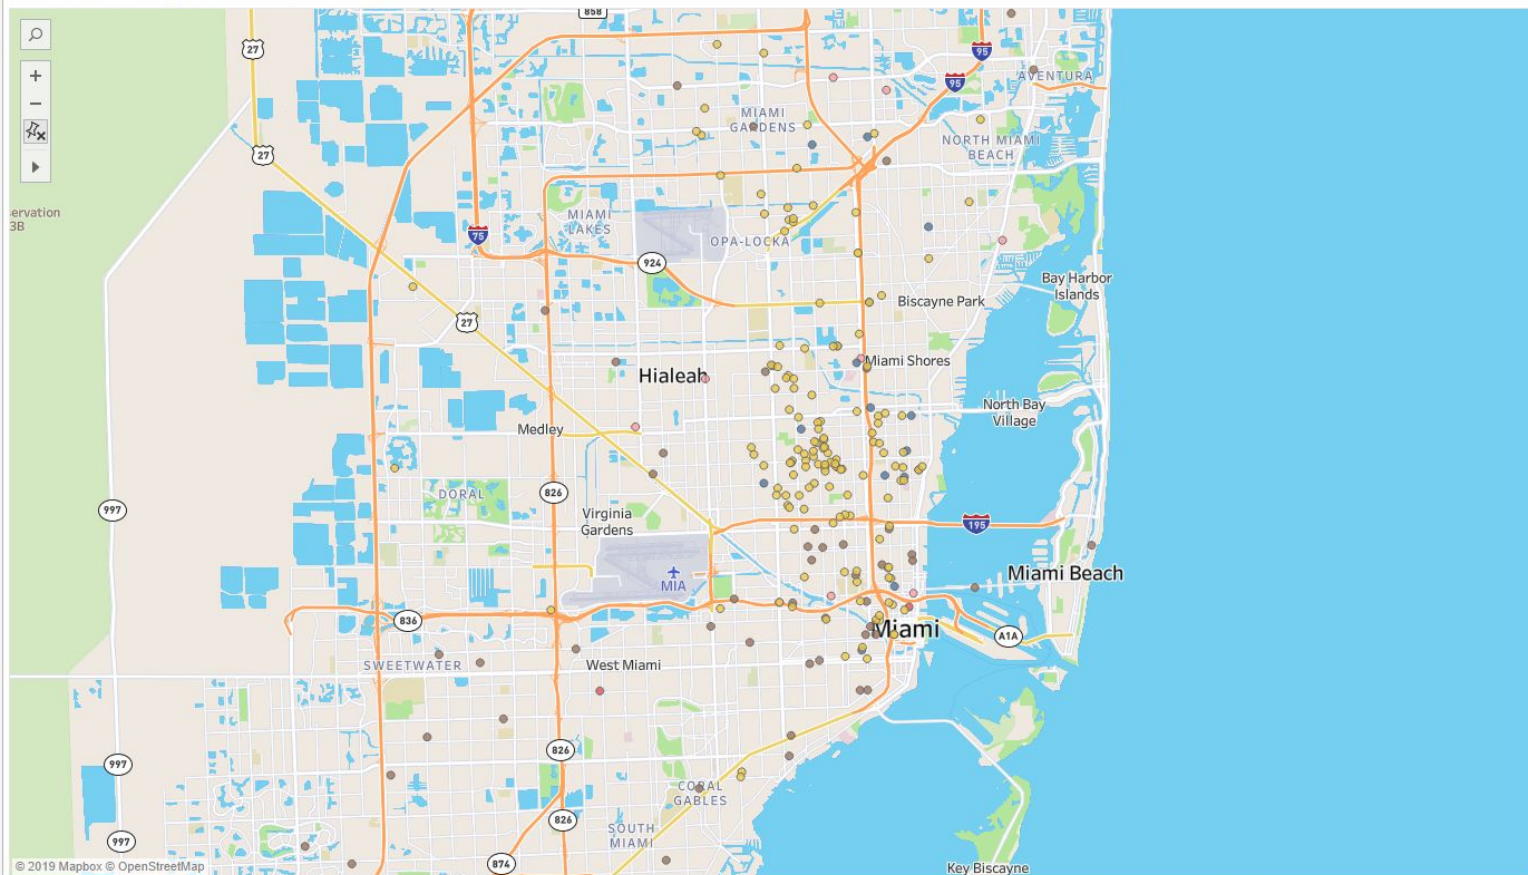 858
27
95
95
AVENTURA
MIAMI
GARDENS
NORTH MIAMI
BEACH
27
servation
3B
MIAMI
LAKES
75
OPA-LOCKA
924
Bay Harbor
Islands
Biscayne Park
27
Miami Shores
Hialeah
North Bay
Village
Medley
DORAL
826
997
Virginia
Gardens
195
MIA
Miami Beach
836
Miami
A1A
SWEETWATER
West Miami
826
997
CORAL
GABLES
826
SOUTH
MIAMI
997
874
© 2019 Mapbox © OpenStreetMap
Key Biscayne